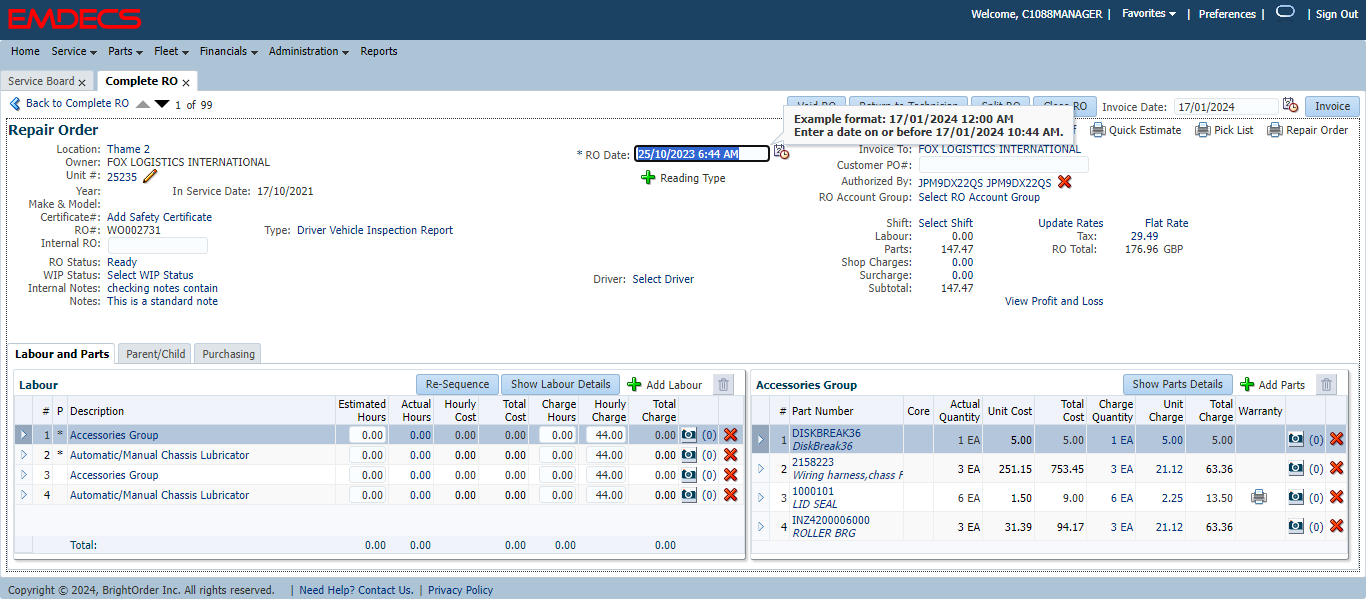 EMDECS
Welcome, C1088MANAGER | Favorites | Preferences | | Sign Out
Home Service Parts Fleet Financials Administration Reports
Service Board x Complete RO x
Back to Complete RO 1 of 99
Void RO Return to Technician Split RO Close RO Invoice Date: 17/01/2024 Invoice
Example format: 17/01/2024 12:00 AM
Enter a date on or before 17/01/2024 10:44 AM.
Repair Order
Quick Estimate Pick List Repair Order
Location: Thame 2
Owner: FOX LOGISTICS INTERNATIONAL
Unit #: 25235
Year: In Service Date: 17/10/2021
Make & Model:
Certificate#: Add Safety Certificate
RO#: WO002731 Type: Driver Vehicle Inspection Report
Internal RO:
RO Status: Ready
WIP Status: Select WIP Status
Internal Notes: checking notes contain
Notes: This is a standard note
* RO Date: 25/10/2023 6:44 AM
Reading Type
Driver: Select Driver
Invoice To: FOX LOGISTICS INTERNATIONAL
Customer PO#:
Authorized By: JPM9DX22QS JPM9DX22QS
RO Account Group: Select RO Account Group
Shift: Select Shift Update Rates Flat Rate
Labour: 0.00 Tax: 29.49
Parts: 147.47 RO Total: 176.96 GBP
Shop Charges: 0.00
Surcharge: 0.00
Subtotal: 147.47
View Profit and Loss
Labour and Parts Parent/Child Purchasing
Labour Re-Sequence Show Labour Details Add Labour
# P Description Estimated Hours Actual Hours Hourly Cost Total Cost Charge Hours Hourly Charge Total Charge
1 * Accessories Group 0.00 0.00 0.00 0.00 0.00 44.00 0.00 (0)
2 * Automatic/Manual Chassis Lubricator 0.00 0.00 0.00 0.00 0.00 44.00 0.00 (0)
3 Accessories Group 0.00 0.00 0.00 0.00 0.00 44.00 0.00 (0)
4 Automatic/Manual Chassis Lubricator 0.00 0.00 0.00 0.00 0.00 44.00 0.00 (0)
Total: 0.00 0.00 0.00 0.00 0.00
Accessories Group Show Parts Details Add Parts
# Part Number Core Actual Quantity Unit Cost Total Cost Charge Quantity Unit Charge Total Charge Warranty
1 DISKBREAK36 1 EA 5.00 5.00 1 EA 5.00 5.00 (0)
DiskBreak36
2 2158223 3 EA 251.15 753.45 3 EA 21.12 63.36 (0)
Wiring harness,chass F
3 1000101 6 EA 1.50 9.00 6 EA 2.25 13.50 (0)
LID SEAL
4 INZ4200006000 3 EA 31.39 94.17 3 EA 21.12 63.36 (0)
ROLLER BRG
Copyright © 2024, BrightOrder Inc. All rights reserved. | Need Help? Contact Us. | Privacy Policy